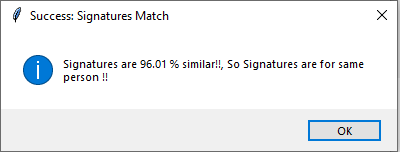 Success: Signatures Match
Signatures are 96.01 % similar!!, So Signatures are for same
person !!
OK